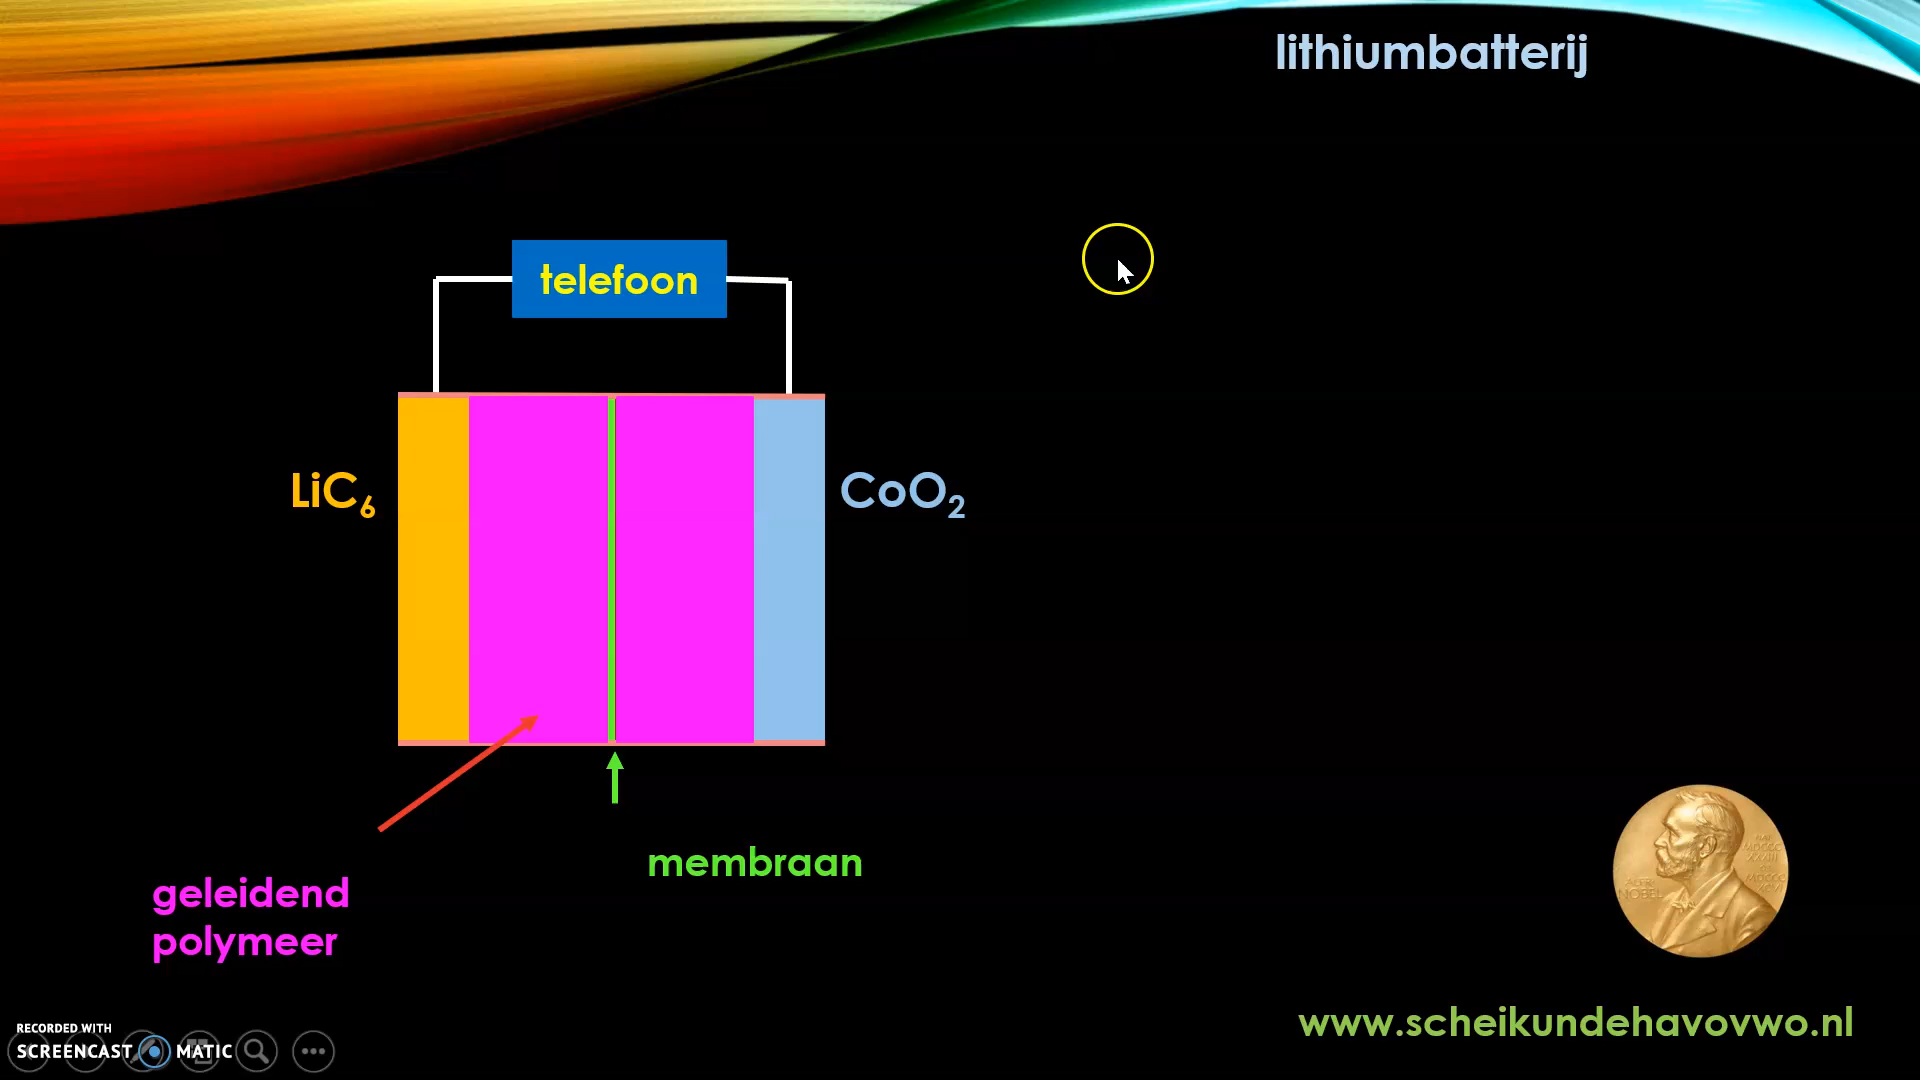 lithiumbatterij
telefoon
LiC₆
CoO₂
membraan
geleidend
polymeer
www.scheikundehavovwo.nl
RECORDED WITH
SCREENCAST MATIC